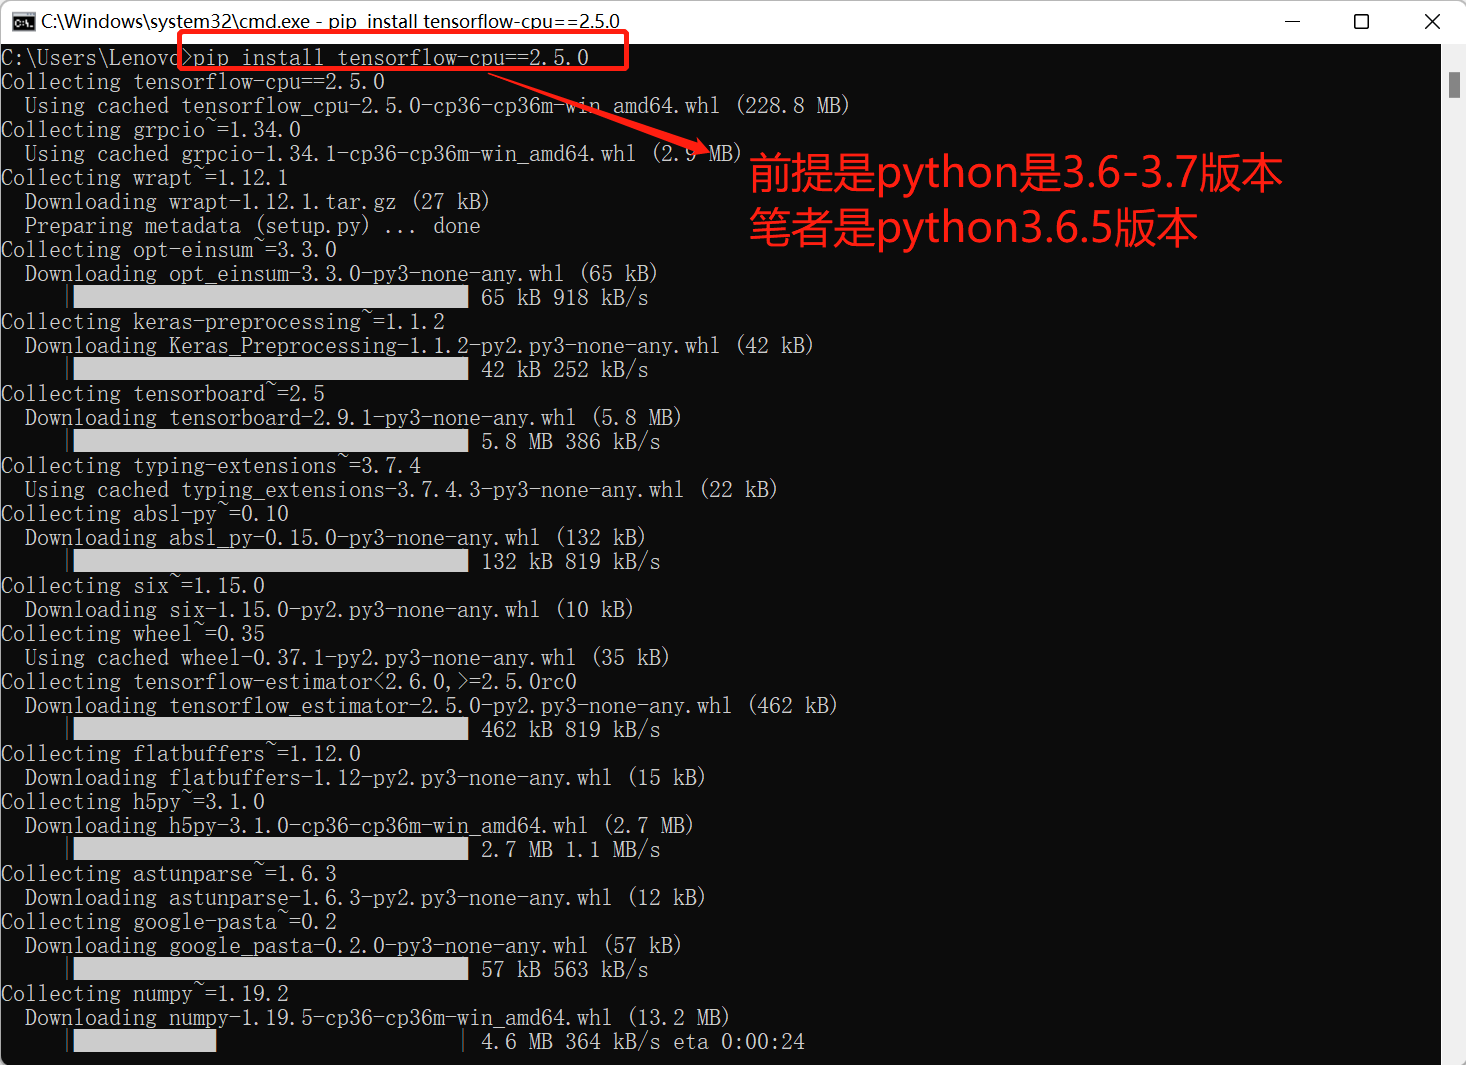 C:\Windows\system32\cmd.exe - pip  install tensorflow-cpu==2.5.0
C:\Users\Lenovo>pip install tensorflow-cpu==2.5.0
Collecting tensorflow-cpu==2.5.0
Using cached tensorflow_cpu-2.5.0-cp36-cp36m-win_amd64.whl (228.8 MB)
Collecting grpcio~=1.34.0
Using cached grpcio-1.34.1-cp36-cp36m-win_amd64.whl (2.9 MB)
前提是python是3.6-3.7版本
Collecting wrapt~=1.12.1
Downloading wrapt-1.12.1.tar.gz (27 kB)
Preparing metadata (setup.py) ... done
笔者是python3.6.5版本
Collecting opt-einsum~=3.3.0
Downloading opt_einsum-3.3.0-py3-none-any.whl (65 kB)
65 kB 918 kB/s
Collecting keras-preprocessing~=1.1.2
Downloading Keras_Preprocessing-1.1.2-py2.py3-none-any.whl (42 kB)
42 kB 252 kB/s
Collecting tensorboard~=2.5
Downloading tensorboard-2.9.1-py3-none-any.whl (5.8 MB)
5.8 MB 386 kB/s
Collecting typing-extensions~=3.7.4
Using cached typing_extensions-3.7.4.3-py3-none-any.whl (22 kB)
Collecting absl-py~=0.10
Downloading absl_py-0.15.0-py3-none-any.whl (132 kB)
132 kB 819 kB/s
Collecting six~=1.15.0
Downloading six-1.15.0-py2.py3-none-any.whl (10 kB)
Collecting wheel~=0.35
Using cached wheel-0.37.1-py2.py3-none-any.whl (35 kB)
Collecting tensorflow-estimator<2.6.0,>=2.5.0rc0
Downloading tensorflow_estimator-2.5.0-py2.py3-none-any.whl (462 kB)
462 kB 819 kB/s
Collecting flatbuffers~=1.12.0
Downloading flatbuffers-1.12-py2.py3-none-any.whl (15 kB)
Collecting h5py~=3.1.0
Downloading h5py-3.1.0-cp36-cp36m-win_amd64.whl (2.7 MB)
2.7 MB 1.1 MB/s
Collecting astunparse~=1.6.3
Downloading astunparse-1.6.3-py2.py3-none-any.whl (12 kB)
Collecting google-pasta~=0.2
Downloading google_pasta-0.2.0-py3-none-any.whl (57 kB)
57 kB 563 kB/s
Collecting numpy~=1.19.2
Downloading numpy-1.19.5-cp36-cp36m-win_amd64.whl (13.2 MB)
4.6 MB 364 kB/s eta 0:00:24